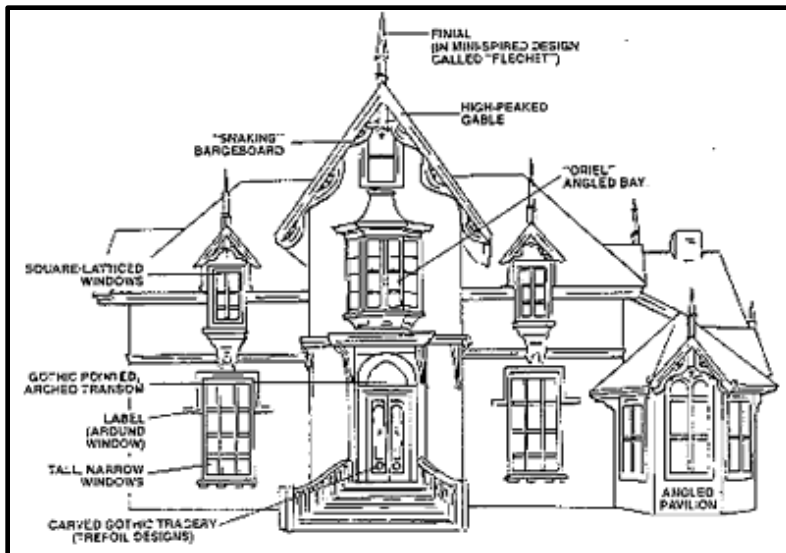 FINIAL
(IN MINI-SPIRED DESIGN
CALLED "FLECHET")
HIGH-PEAKED
GABLE
"SNAKING"
BARGEBOARD
"ORIEL"
ANGLED BAY
SQUARE-LATTICED
WINDOWS
GOTHIC POINTED,
ARCHED TRANSOM
LABEL
(AROUND
WINDOW)
TALL, NARROW
WINDOWS
ANGLED
PAVILION
CARVED GOTHIC TRACERY
(TREFOIL DESIGNS)